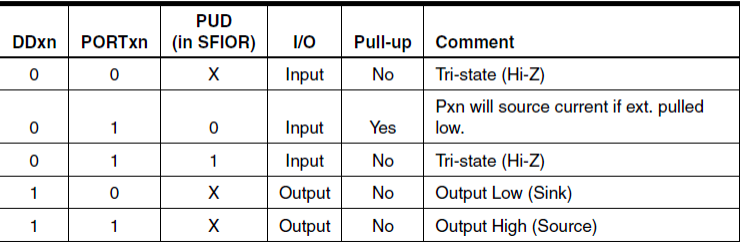 DDxn PORTxn PUD (in SFIOR) I/O Pull-up Comment
0 0 X Input No Tri-state (Hi-Z)
0 1 0 Input Yes Pxn will source current if ext. pulled low.
0 1 1 Input No Tri-state (Hi-Z)
1 0 X Output No Output Low (Sink)
1 1 X Output No Output High (Source)